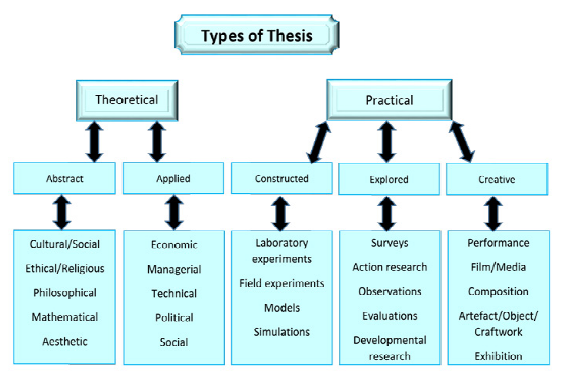 Types of Thesis
Theoretical
Practical
Abstract
Applied
Constructed
Explored
Creative
Cultural/Social
Ethical/Religious
Philosophical
Mathematical
Aesthetic
Economic
Managerial
Technical
Political
Social
Laboratory
experiments
Field experiments
Models
Simulations
Surveys
Action research
Observations
Evaluations
Developmental
research
Performance
Film/Media
Composition
Artefact/Object/
Craftwork
Exhibition